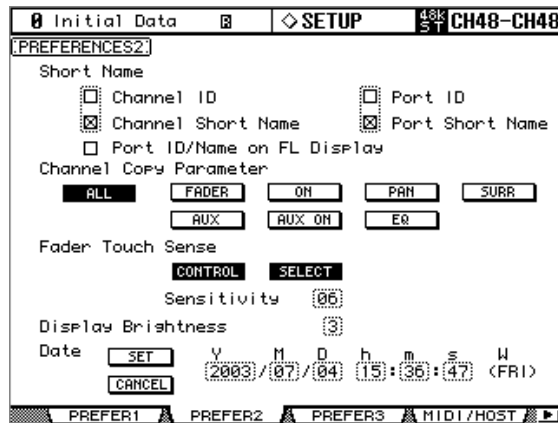 0 Initial Data R ◇SETUP 48k ST CH48-CH48
PREFERENCES2
Short Name
Channel ID Port ID
Channel Short Name Port Short Name
Port ID/Name on FL Display
Channel Copy Parameter
ALL FADER ON PAN SURR
AUX AUX ON EQ
Fader Touch Sense
CONTROL SELECT
Sensitivity 06
Display Brightness 3
Date SET Y M D h m s W
2003/07/04 15:36:47 (FRI)
CANCEL
PREFER1 PREFER2 PREFER3 MIDI/HOST